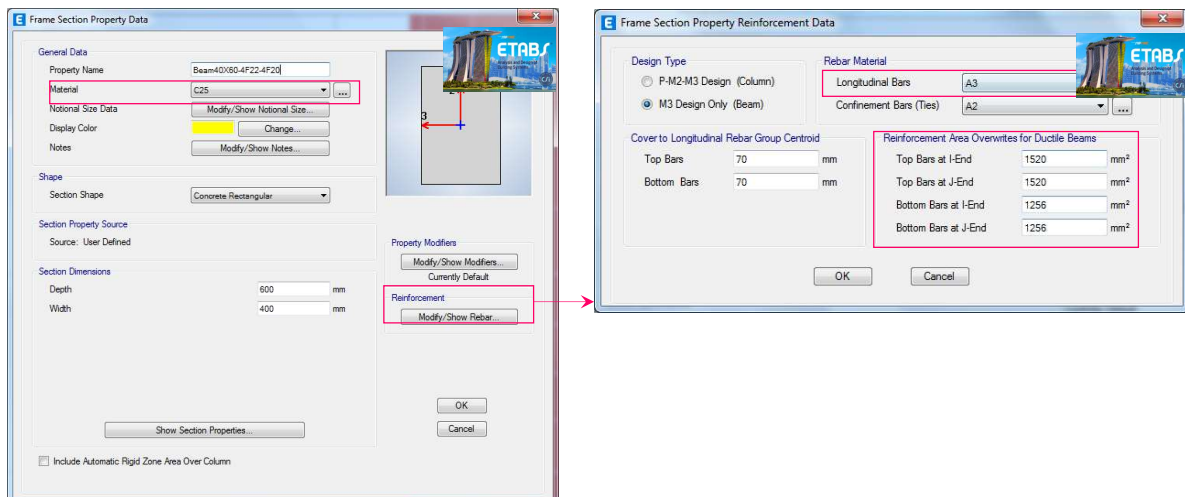 Frame Section Property Data
General Data
Property Name Beam40X60-4F22-4F20
Material C25 ...
Notional Size Data Modify/Show Notional Size...
Display Color Change...
Notes Modify/Show Notes...
Shape
Section Shape Concrete Rectangular
Section Property Source
Source: User Defined
Section Dimensions
Depth 600 mm
Width 400 mm
Show Section Properties...
Include Automatic Rigid Zone Area Over Column
ETABS
3
Property Modifiers
Modify/Show Modifiers...
Currently Default
Reinforcement
Modify/Show Rebar...
OK
Cancel
Frame Section Property Reinforcement Data
ETABS
Design Type
P-M2-M3 Design (Column)
M3 Design Only (Beam)
Rebar Material
Longitudinal Bars A3
Confinement Bars (Ties) A2 ...
Cover to Longitudinal Rebar Group Centroid
Top Bars 70 mm
Bottom Bars 70 mm
Reinforcement Area Overwrites for Ductile Beams
Top Bars at I-End 1520 mm²
Top Bars at J-End 1520 mm²
Bottom Bars at I-End 1256 mm²
Bottom Bars at J-End 1256 mm²
OK Cancel